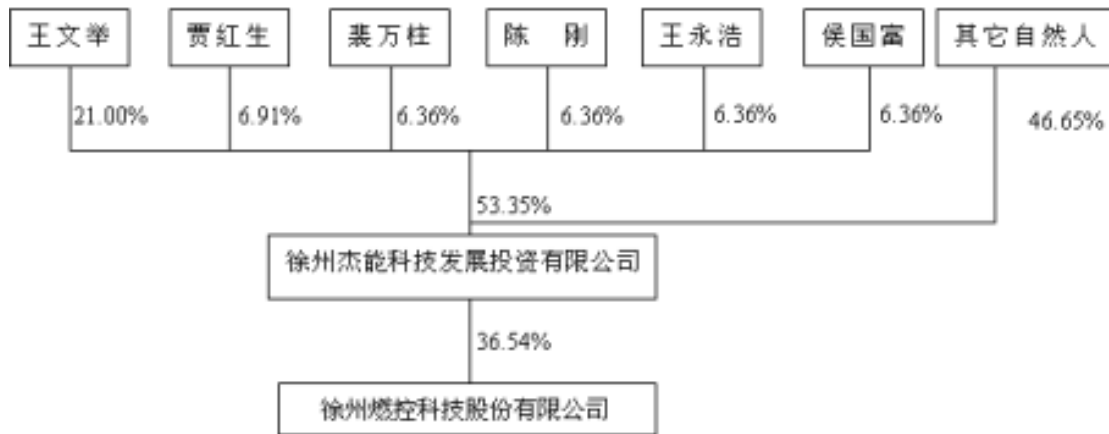 王文举 贾红生 裴万柱 陈 刚 王永浩 侯国富 其它自然人
21.00% 6.91% 6.36% 6.36% 6.36% 6.36% 46.65%
53.35%
徐州杰能科技发展投资有限公司
36.54%
徐州燃控科技股份有限公司